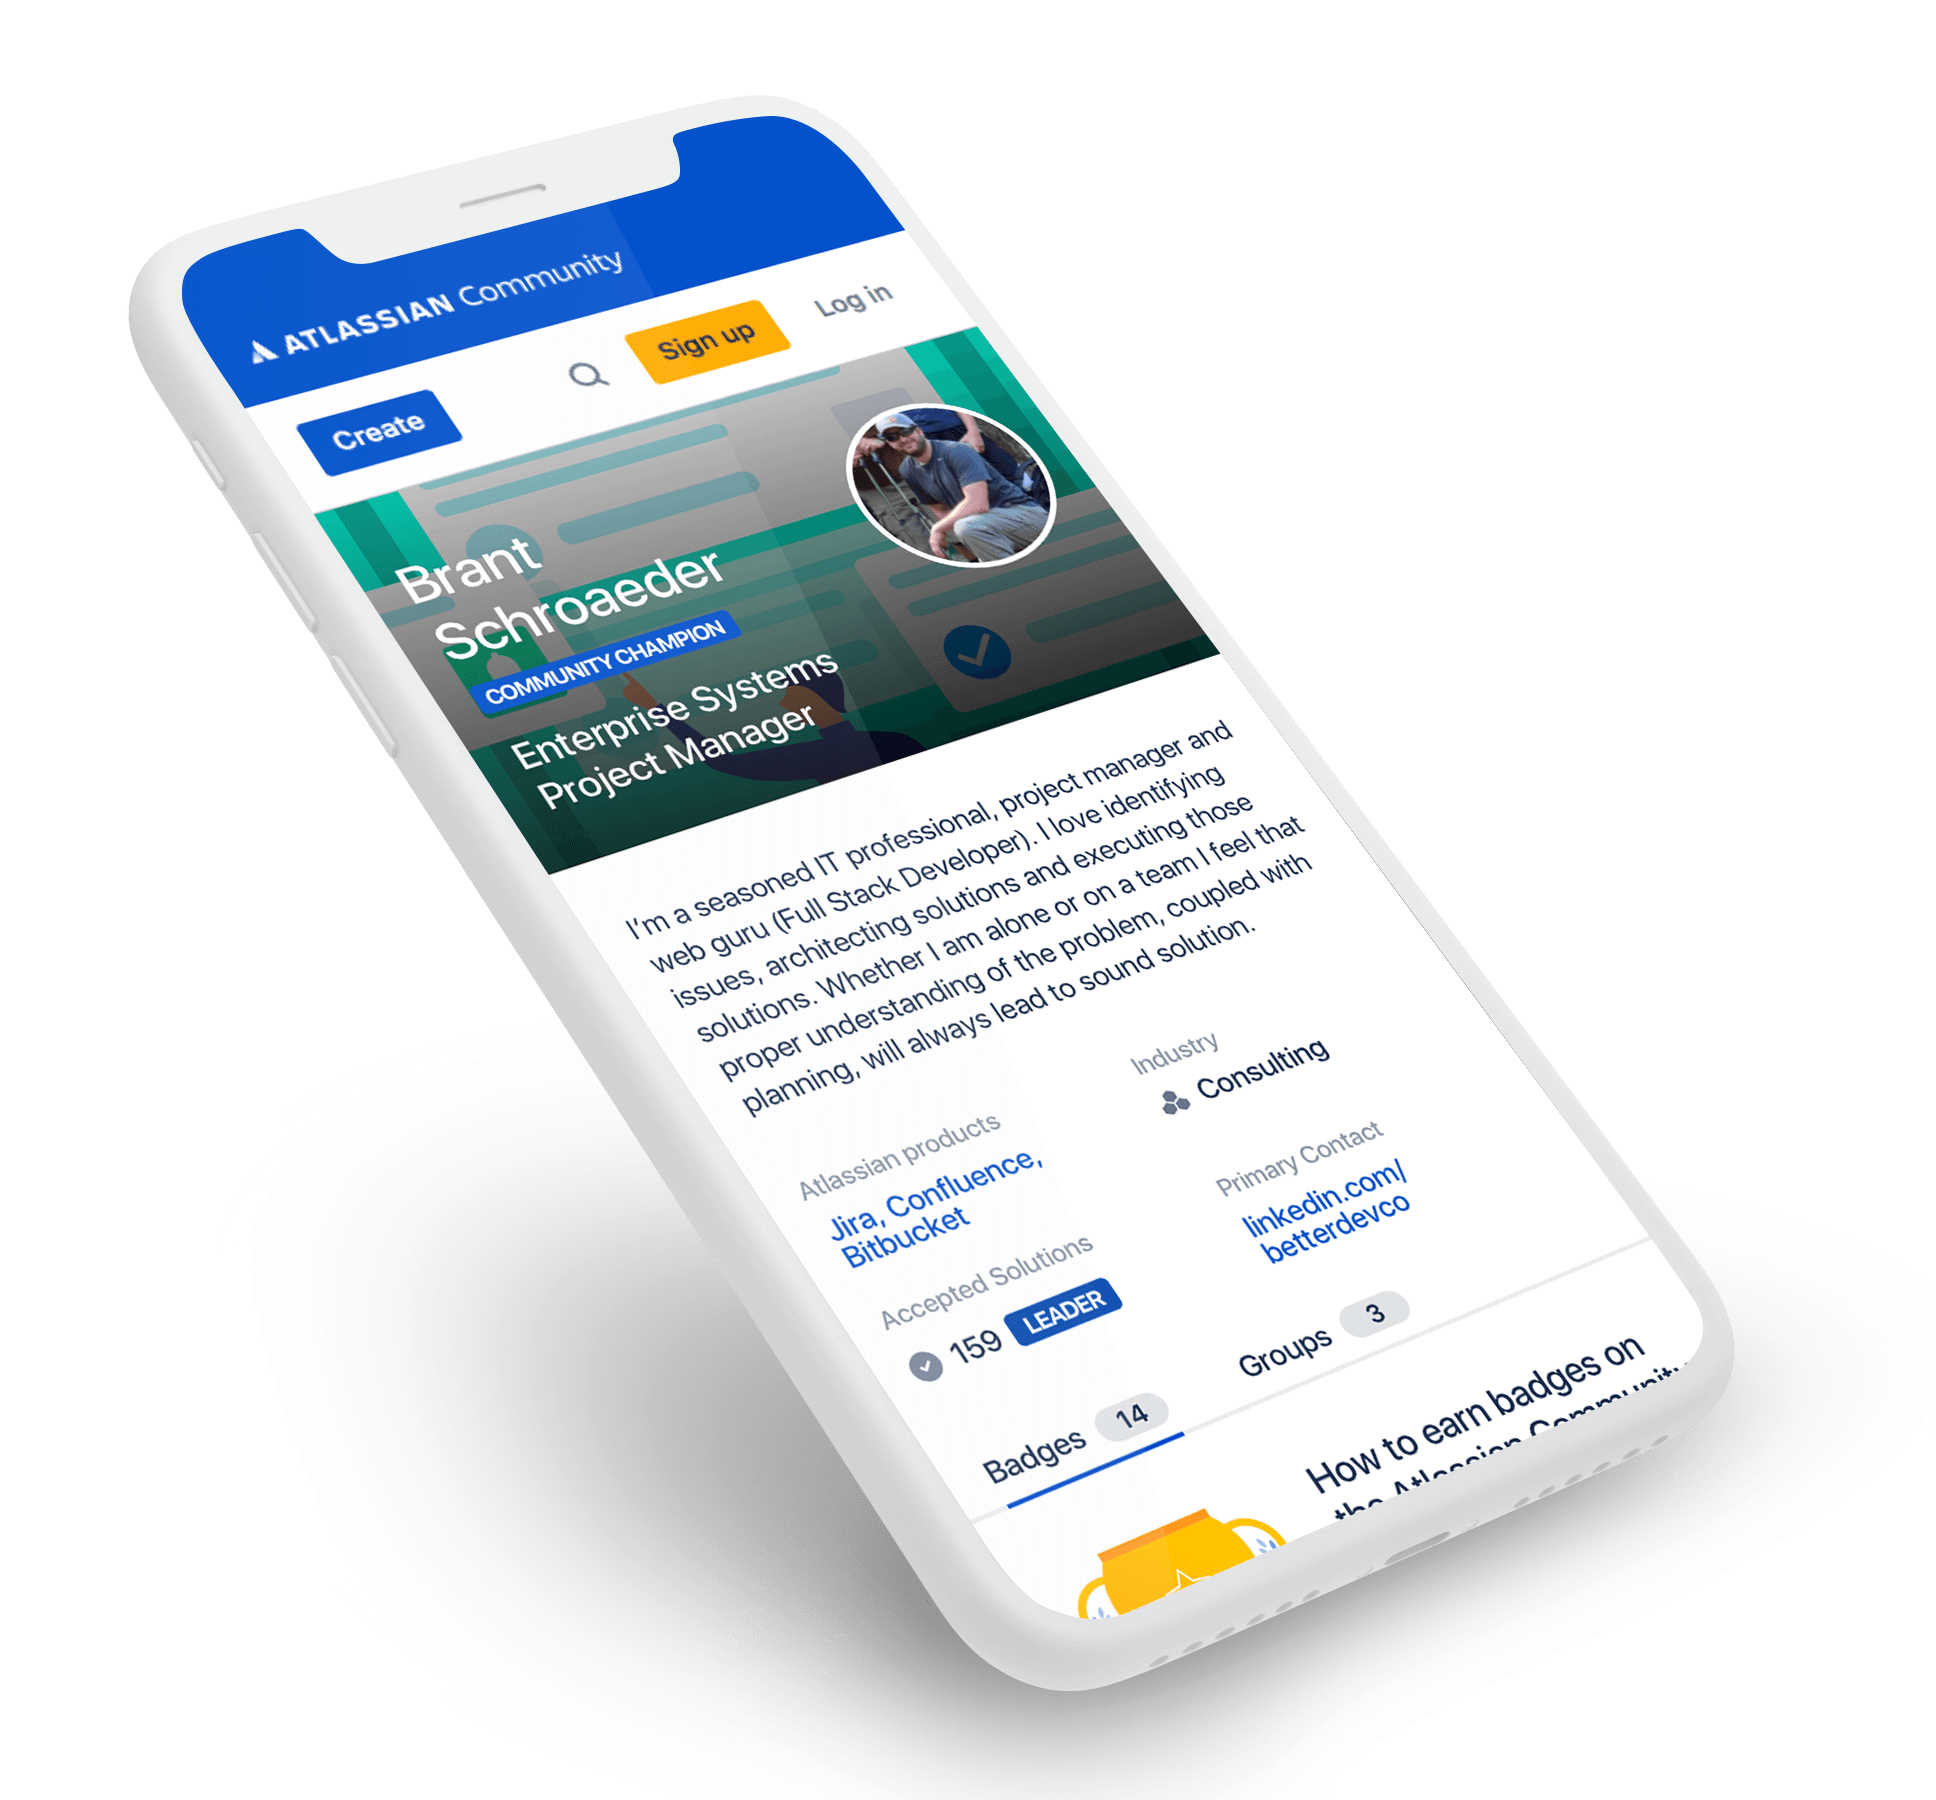 ATLASSIAN Community
Create
Sign up
Log in
Brant
Schroaeder
COMMUNITY CHAMPION
Enterprise Systems
Project Manager
I'm a seasoned IT professional, project manager and
web guru (Full Stack Developer). I love identifying
issues, architecting solutions and executing those
solutions. Whether I am alone or on a team I feel that
proper understanding of the problem, coupled with
planning, will always lead to sound solution.
Atlassian products
Jira, Confluence,
Bitbucket
Industry
Consulting
Accepted Solutions
159 LEADER
Primary Contact
linkedin.com/
betterdevco
Badges 14
Groups 3
How to earn badges on
the Atlassian Community